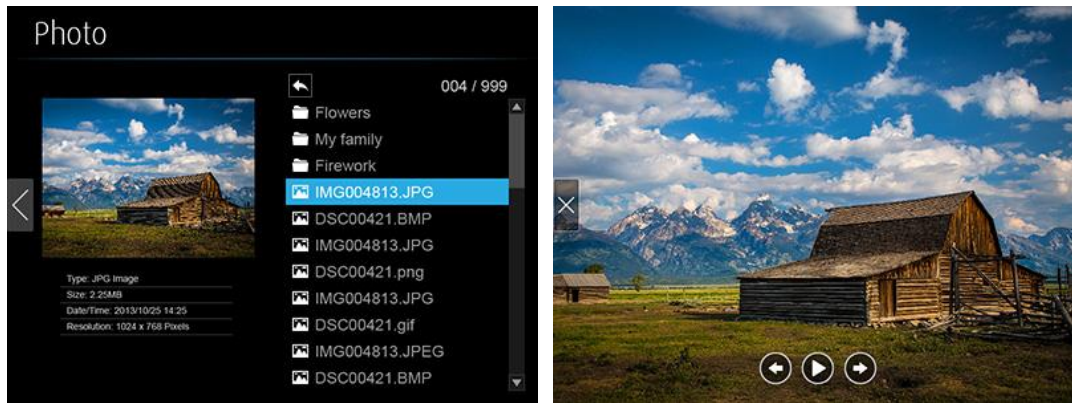 Photo
004 / 999
Flowers
My family
Firework
IMG004813.JPG
DSC00421.BMP
IMG004813.JPG
DSC00421.png
IMG004813.JPG
DSC00421.gif
IMG004813.JPEG
DSC00421.BMP
Type: JPG Image
Size: 2.25MB
Date/Time: 2013/10/25 14:25
Resolution: 1024 x 768 Pixels